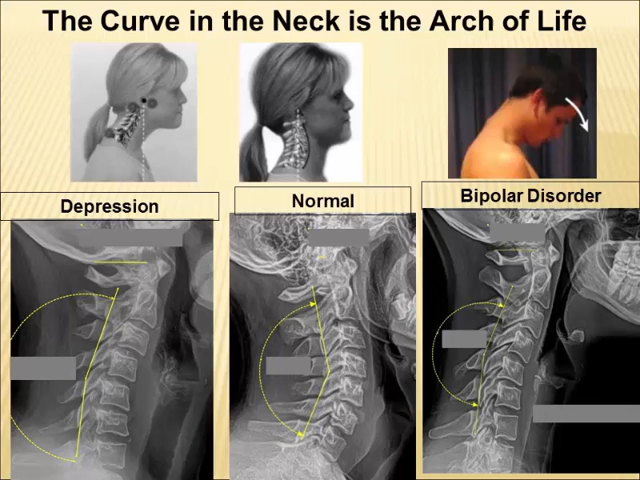 The Curve in the Neck is the Arch of Life
Depression
Normal
Bipolar Disorder